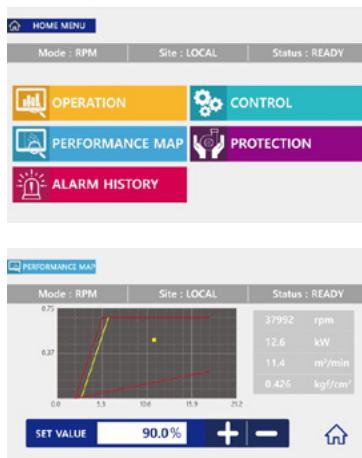 HOME MENU
Mode : RPM Site : LOCAL Status : READY
OPERATION CONTROL
PERFORMANCE MAP PROTECTION
ALARM HISTORY
PERFORMANCE MAP
Mode : RPM Site : LOCAL Status : READY
0.75
37992 rpm
12.6 kW
0.37
11.4 m³/min
0.426 kgf/cm²
0.0 5.3 10.6 15.9 21.2
SET VALUE 90.0% + −